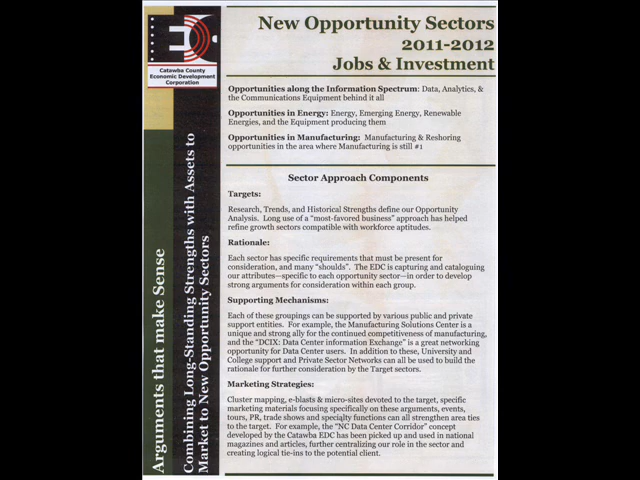 New Opportunity Sectors
2011-2012
Jobs & Investment
Catawba County
Economic Development
Corporation
Opportunities along the Information Spectrum: Data, Analytics, &
the Communications Equipment behind it all
Opportunities in Energy: Energy, Emerging Energy, Renewable
Energies, and the Equipment producing them
Opportunities in Manufacturing: Manufacturing & Reshoring
opportunities in the area where Manufacturing is still #1
Sector Approach Components
Targets:
Research, Trends, and Historical Strengths define our Opportunity
Analysis. Long use of a "most-favored business" approach has helped
refine growth sectors compatible with workforce aptitudes.
Rationale:
Each sector has specific requirements that must be present for
consideration, and many "shoulds". The EDC is capturing and cataloguing
our attributes—specific to each opportunity sector—in order to develop
strong arguments for consideration within each group.
Supporting Mechanisms:
Each of these groupings can be supported by various public and private
support entities. For example, the Manufacturing Solutions Center is a
unique and strong ally for the continued competitiveness of manufacturing,
and the "DCIX: Data Center information Exchange" is a great networking
opportunity for Data Center users. In addition to these, University and
College support and Private Sector Networks can all be used to build the
rationale for further consideration by the Target sectors.
Marketing Strategies:
Cluster mapping, e-blasts & micro-sites devoted to the target, specific
marketing materials focusing specifically on these arguments, events,
tours, PR, trade shows and specialty functions can all strengthen area ties
to the target. For example, the "NC Data Center Corridor" concept
developed by the Catawba EDC has been picked up and used in national
magazines and articles, further centralizing our role in the sector and
creating logical tie-ins to the potential client.
Arguments that make Sense
Combining Long-Standing Strengths with Assets to
Market to New Opportunity Sectors